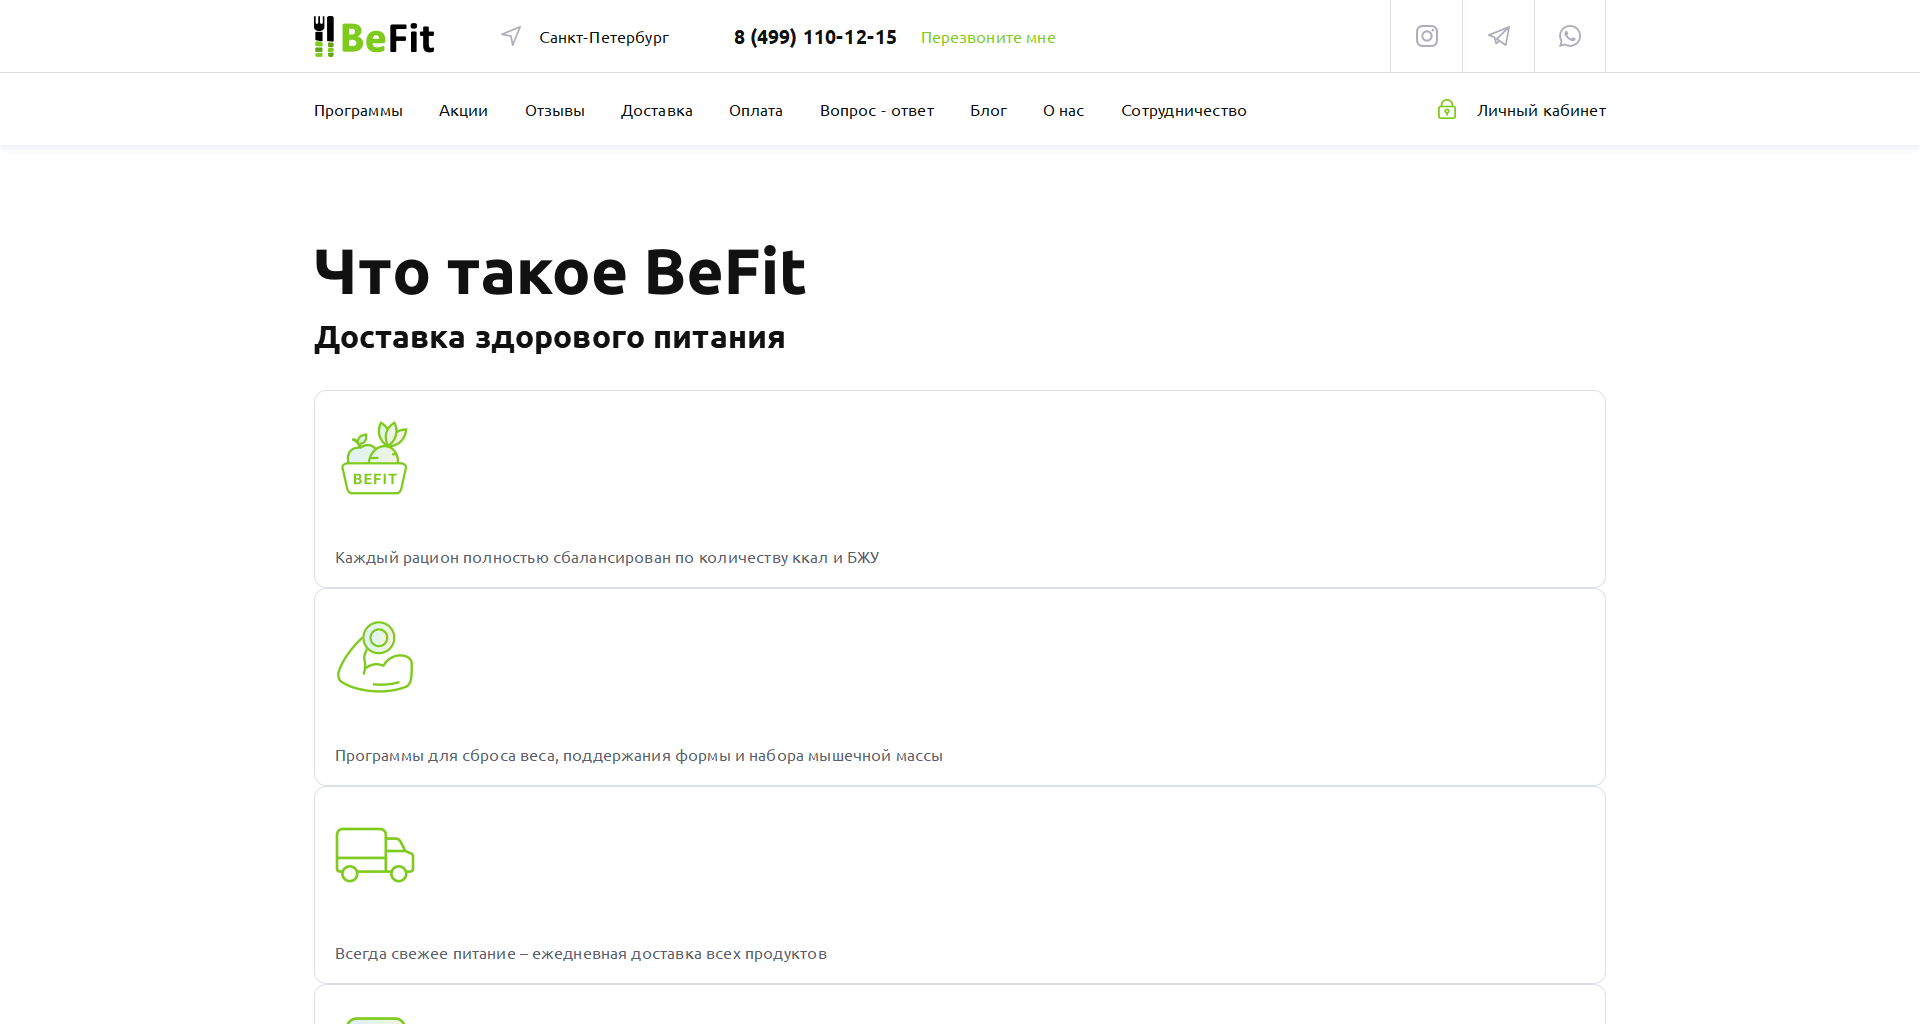 BeFit
Санкт-Петербург
8 (499) 110-12-15
Перезвоните мне
Программы
Акции
Отзывы
Доставка
Оплата
Вопрос - ответ
Блог
О нас
Сотрудничество
Личный кабинет
Что такое BeFit
Доставка здорового питания
BEFIT
Каждый рацион полностью сбалансирован по количеству ккал и БЖУ
Программы для сброса веса, поддержания формы и набора мышечной массы
Всегда свежее питание – ежедневная доставка всех продуктов